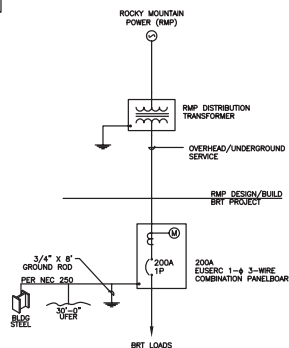 ROCKY MOUNTAIN
POWER (RMP)
S
RMP DISTRIBUTION
TRANSFORMER
OVERHEAD/UNDERGROUND
SERVICE
RMP DESIGN/BUILD
BRT PROJECT
M
3/4" X 8'
GROUND ROD
PER NEC 250
200A
1P
200A
EUSERC 1-ϕ 3-WIRE
COMBINATION PANELBOAR
30'-0"
UFER
BLDG
STEEL
BRT LOADS